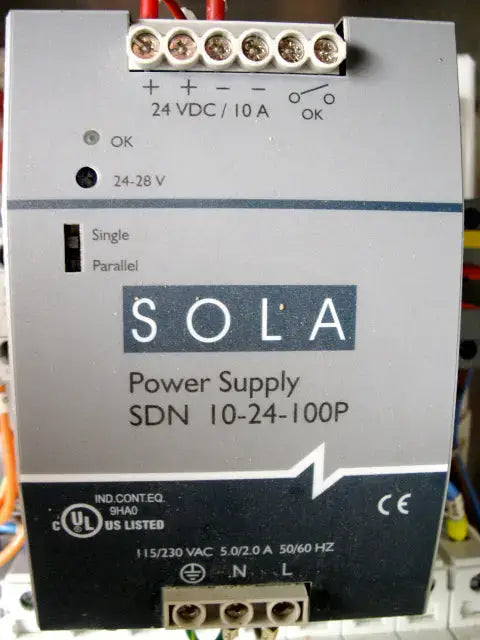 + + − −
24 VDC / 10 A
OK
OK
24-28 V
Single
Parallel
SOLA
Power Supply
SDN 10-24-100P
IND.CONT.EQ.
9HA0
C UL US LISTED
CE
115/230 VAC 5.0/2.0 A 50/60 HZ
N L